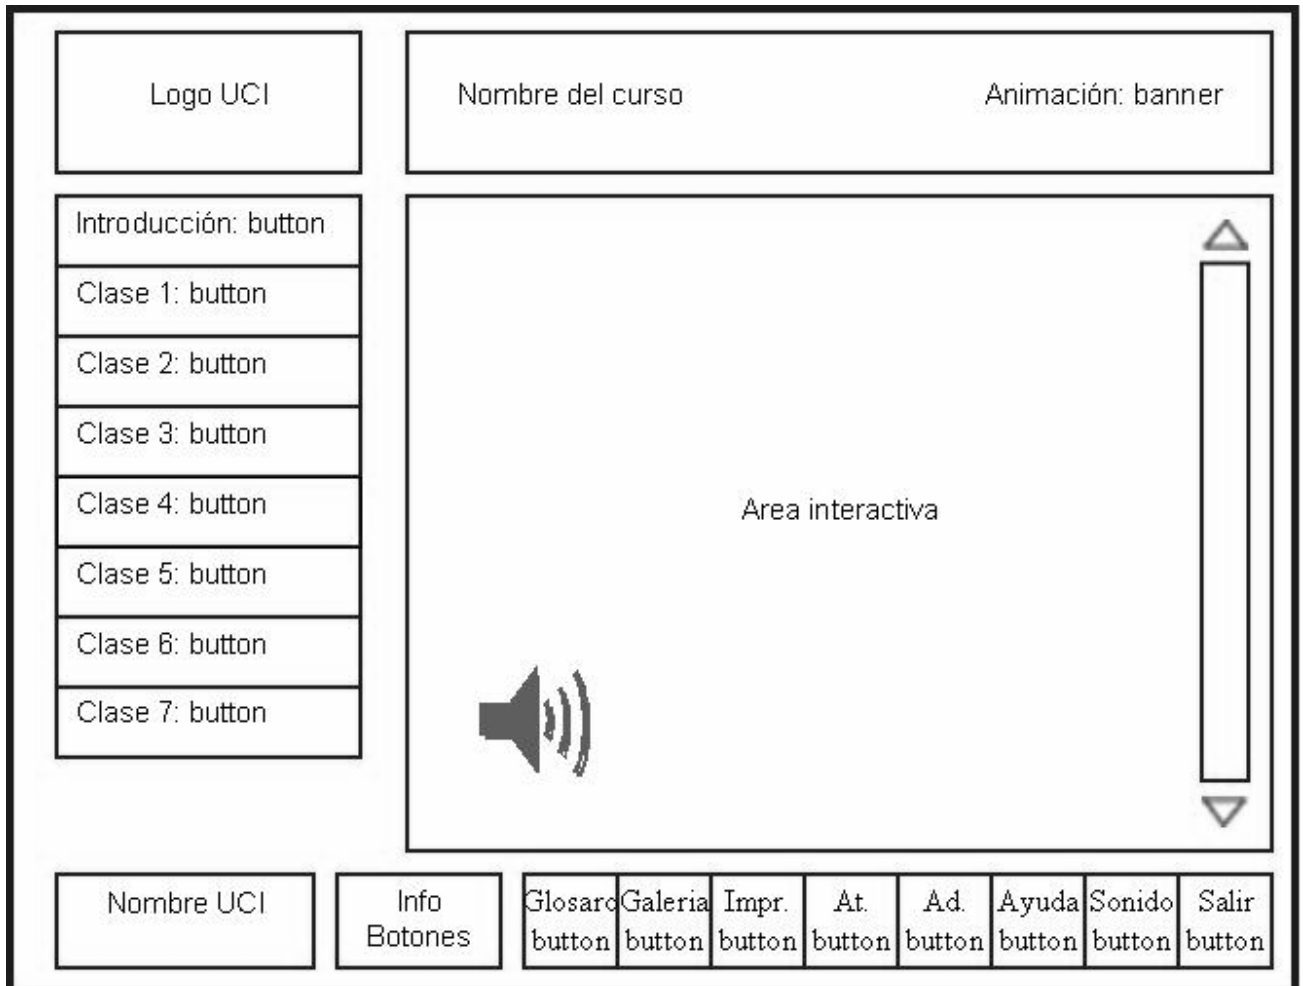 Logo UCI
Nombre del curso
Animación: banner
Introducción: button
Clase 1: button
Clase 2: button
Clase 3: button
Clase 4: button
Clase 5: button
Clase 6: button
Clase 7: button
Area interactiva
Nombre UCI
Info
Botones
Glosaro
button
Galeria
button
Impr.
button
At.
button
Ad.
button
Ayuda
button
Sonido
button
Salir
button